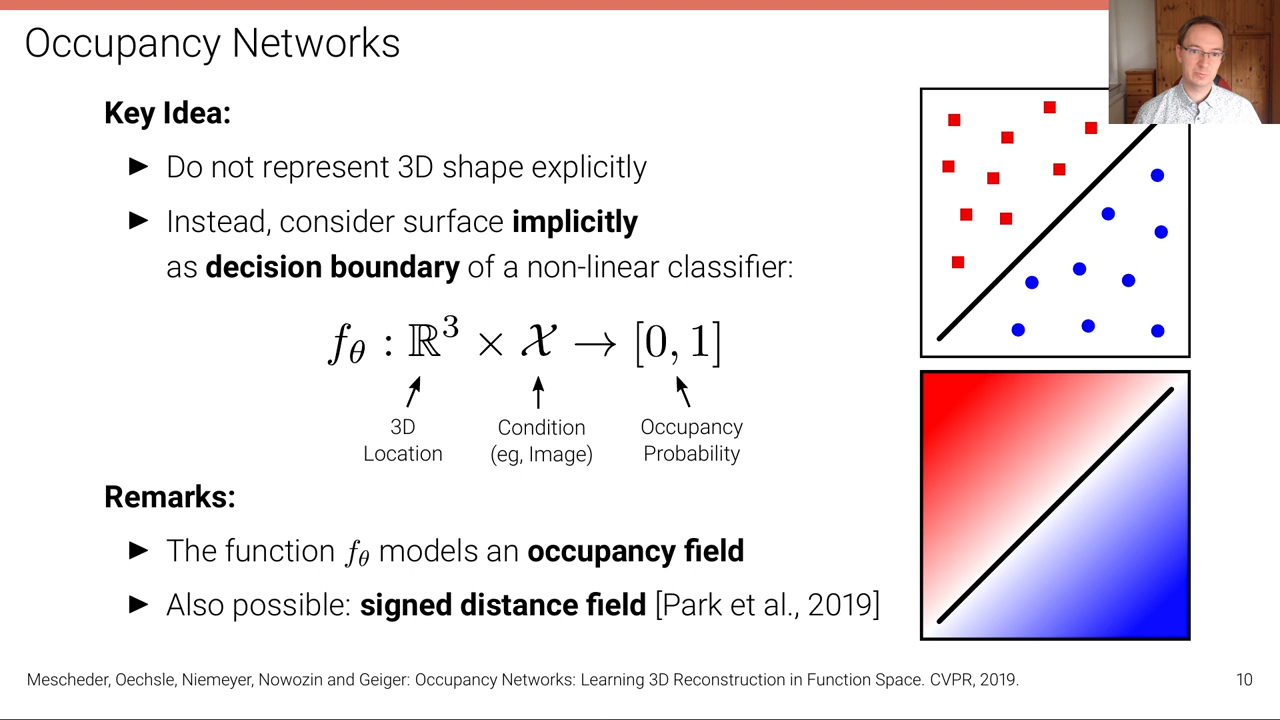 Occupancy Networks
Key Idea:
► Do not represent 3D shape explicitly
► Instead, consider surface implicitly
as decision boundary of a non-linear classifier:
fθ : ℝ³ × 𝒳 → [0, 1]
3D
Location
Condition
(eg, Image)
Occupancy
Probability
Remarks:
► The function fθ models an occupancy field
► Also possible: signed distance field [Park et al., 2019]
Mescheder, Oechsle, Niemeyer, Nowozin and Geiger: Occupancy Networks: Learning 3D Reconstruction in Function Space. CVPR, 2019.
10